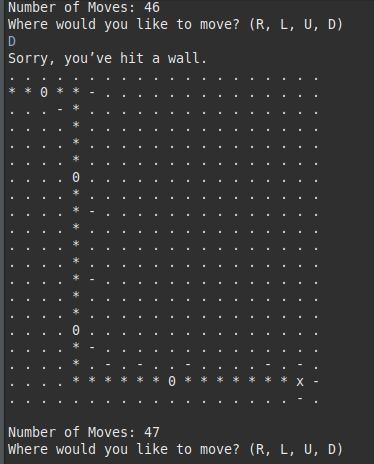 Number of Moves: 46
Where would you like to move? (R, L, U, D)
D
Sorry, you’ve hit a wall.
. . . . . . . . . . . . . . . . . . . .
* * 0 * * - . . . . . . . . . . . . . .
. . . - * . . . . . . . . . . . . . . .
. . . . * . . . . . . . . . . . . . . .
. . . . * . . . . . . . . . . . . . . .
. . . . * . . . . . . . . . . . . . . .
. . . . 0 . . . . . . . . . . . . . . .
. . . . * . . . . . . . . . . . . . . .
. . . . * - . . . . . . . . . . . . . .
. . . . * . . . . . . . . . . . . . . .
. . . . * . . . . . . . . . . . . . . .
. . . . * . . . . . . . . . . . . . . .
. . . . * - . . . . . . . . . . . . . .
. . . . * . . . . . . . . . . . . . . .
. . . . * . . . . . . . . . . . . . . .
. . . . 0 . . . . . . . . . . . . . . .
. . . . * - . . . . . . . . . . . . . .
. . . . * . - . - . . - . . . . - . - .
. . . . * * * * * * 0 * * * * * * * x -
. . . . . . . . . . . . . . . . . . - .
Number of Moves: 47
Where would you like to move? (R, L, U, D)